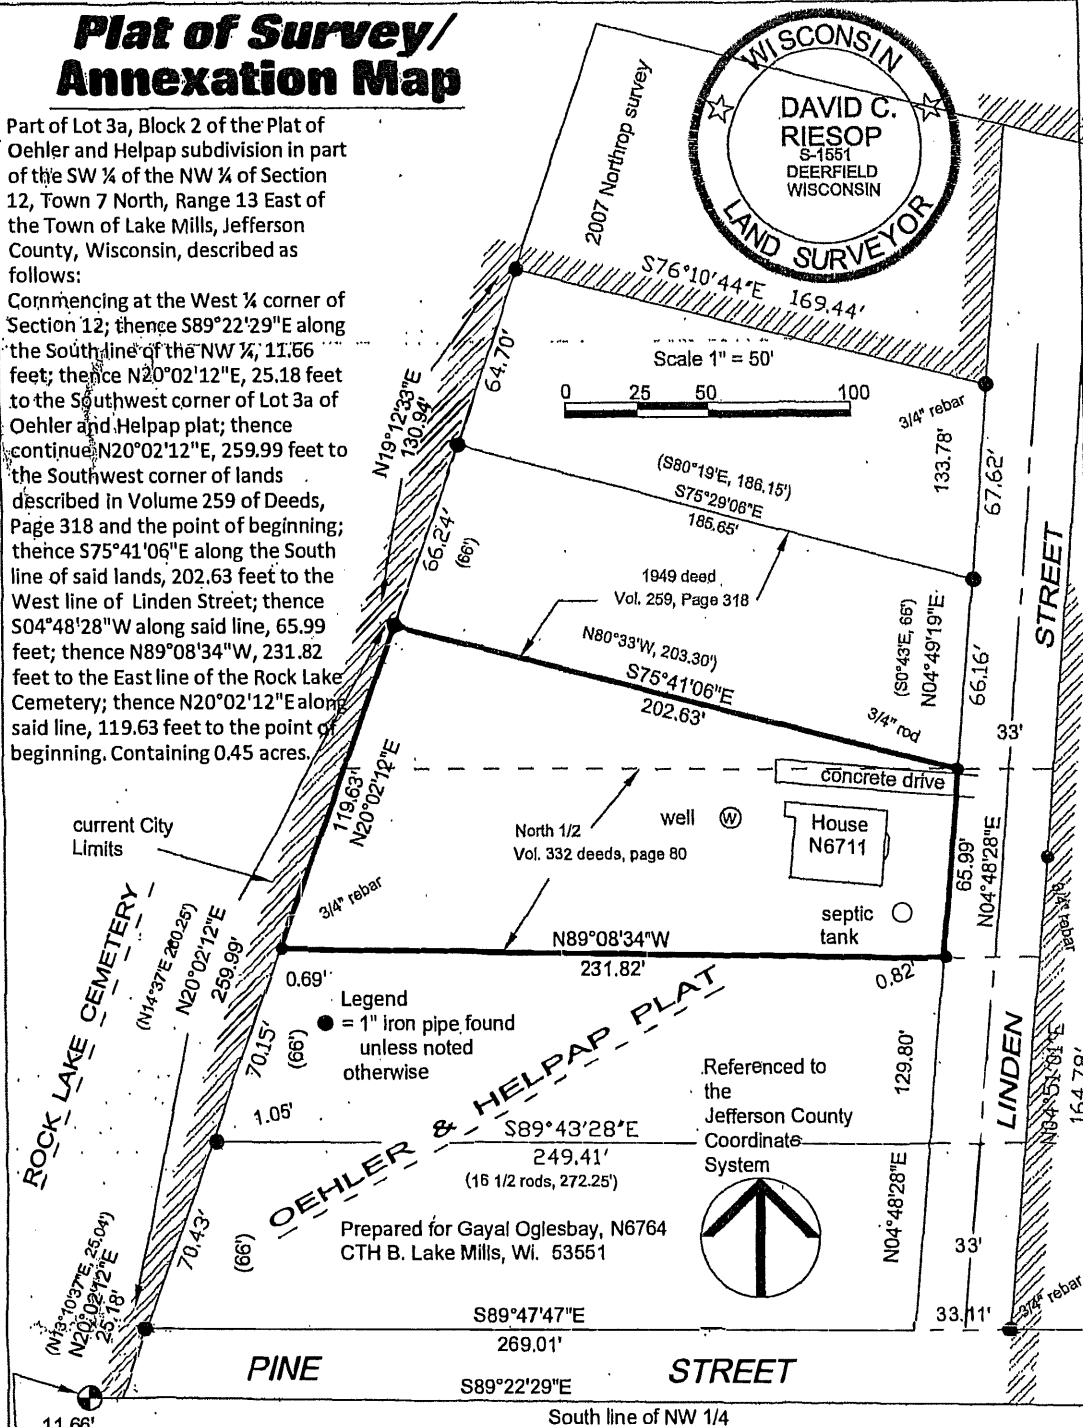 Plat of Survey/
Annexation Map
Part of Lot 3a, Block 2 of the Plat of
Oehler and Helpap subdivision in part
of the SW ¼ of the NW ¼ of Section
12, Town 7 North, Range 13 East of
the Town of Lake Mills, Jefferson
County, Wisconsin, described as
follows:
Commencing at the West ¼ corner of
Section 12; thence S89°22'29"E along
the South line of the NW ¼, 11.66
feet; thence N20°02'12"E, 25.18 feet
to the Southwest corner of Lot 3a of
Oehler and Helpap plat; thence
continue N20°02'12"E, 259.99 feet to
the Southwest corner of lands
described in Volume 259 of Deeds,
Page 318 and the point of beginning;
thence S75°41'06"E along the South
line of said lands, 202.63 feet to the
West line of Linden Street; thence
S04°48'28"W along said line, 65.99
feet; thence N89°08'34"W, 231.82
feet to the East line of the Rock Lake
Cemetery; thence N20°02'12"E along
said line, 119.63 feet to the point of
beginning. Containing 0.45 acres.
WISCONSIN
DAVID C.
RIESOP
S-1551
DEERFIELD
WISCONSIN
LAND SURVEYOR
2007 Northrop survey
S76°10'44"E 169.44'
Scale 1" = 50'
0 25 50 100
3/4" rebar
64.70'
N19°12'33"E
130.94'
133.78'
67.62'
(S80°19'E, 186.15')
S75°29'06"E
185.65'
66.24'
(66')
1949 deed
Vol. 259, Page 318
(S0°43'E, 66')
N04°49'19"E
66.16'
STREET
N80°33'W, 203.30')
S75°41'06"E
202.63'
3/4" rod
33'
concrete drive
119.63'
N20°02'12"E
well
W
House
N6711
North 1/2
Vol. 332 deeds, page 80
65.99'
N04°48'28"E
current City
Limits
3/4" rebar
septic
tank
3/4" rebar
N89°08'34"W
231.82'
0.69'
0.82'
ROCK LAKE CEMETERY
(N14°37'E 260.25')
N20°02'12"E
259.99'
Legend
= 1" iron pipe found
unless noted
otherwise
70.15'
(66')
OEHLER & HELPAP PLAT
Referenced to
the
Jefferson County
Coordinate
System
129.80'
LINDEN
N04°51'01"E
164.78'
1.05'
S89°43'28"E
249.41'
(16 1/2 rods, 272.25')
Prepared for Gayal Oglesbay, N6764
CTH B. Lake Mills, Wi. 53551
70.43'
(66')
N04°48'28"E
33'
(N13°10'37"E, 25.04')
N20°02'12"E
25.18'
S89°47'47"E
269.01'
33.11'
3/4" rebar
PINE STREET
S89°22'29"E
11.66'
South line of NW 1/4